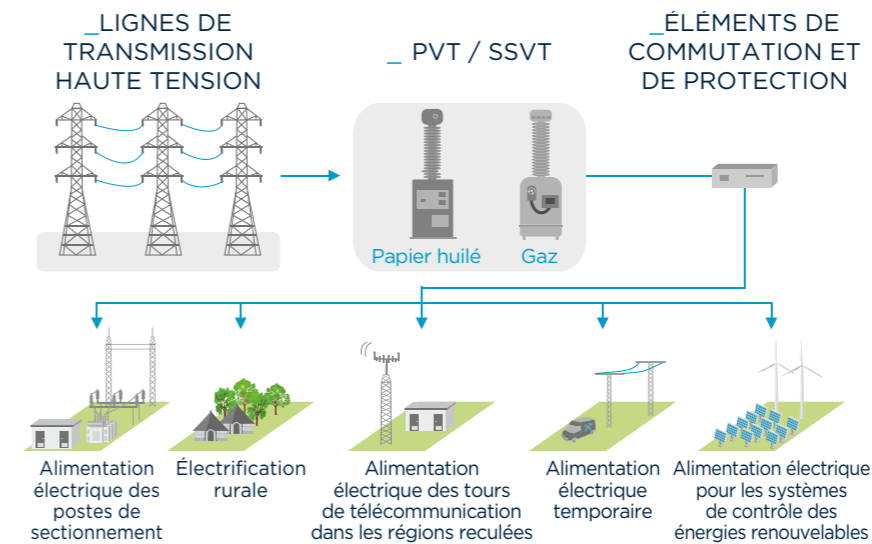 _LIGNES DE
TRANSMISSION
HAUTE TENSION
_ PVT / SSVT
_ÉLÉMENTS DE
COMMUTATION ET
DE PROTECTION
Papier huilé
Gaz
Alimentation
électrique des
postes de
sectionnement
Électrification
rurale
Alimentation
électrique des tours
de télécommunication
dans les régions reculées
Alimentation
électrique
temporaire
Alimentation électrique
pour les systèmes
de contrôle des
énergies renouvelables